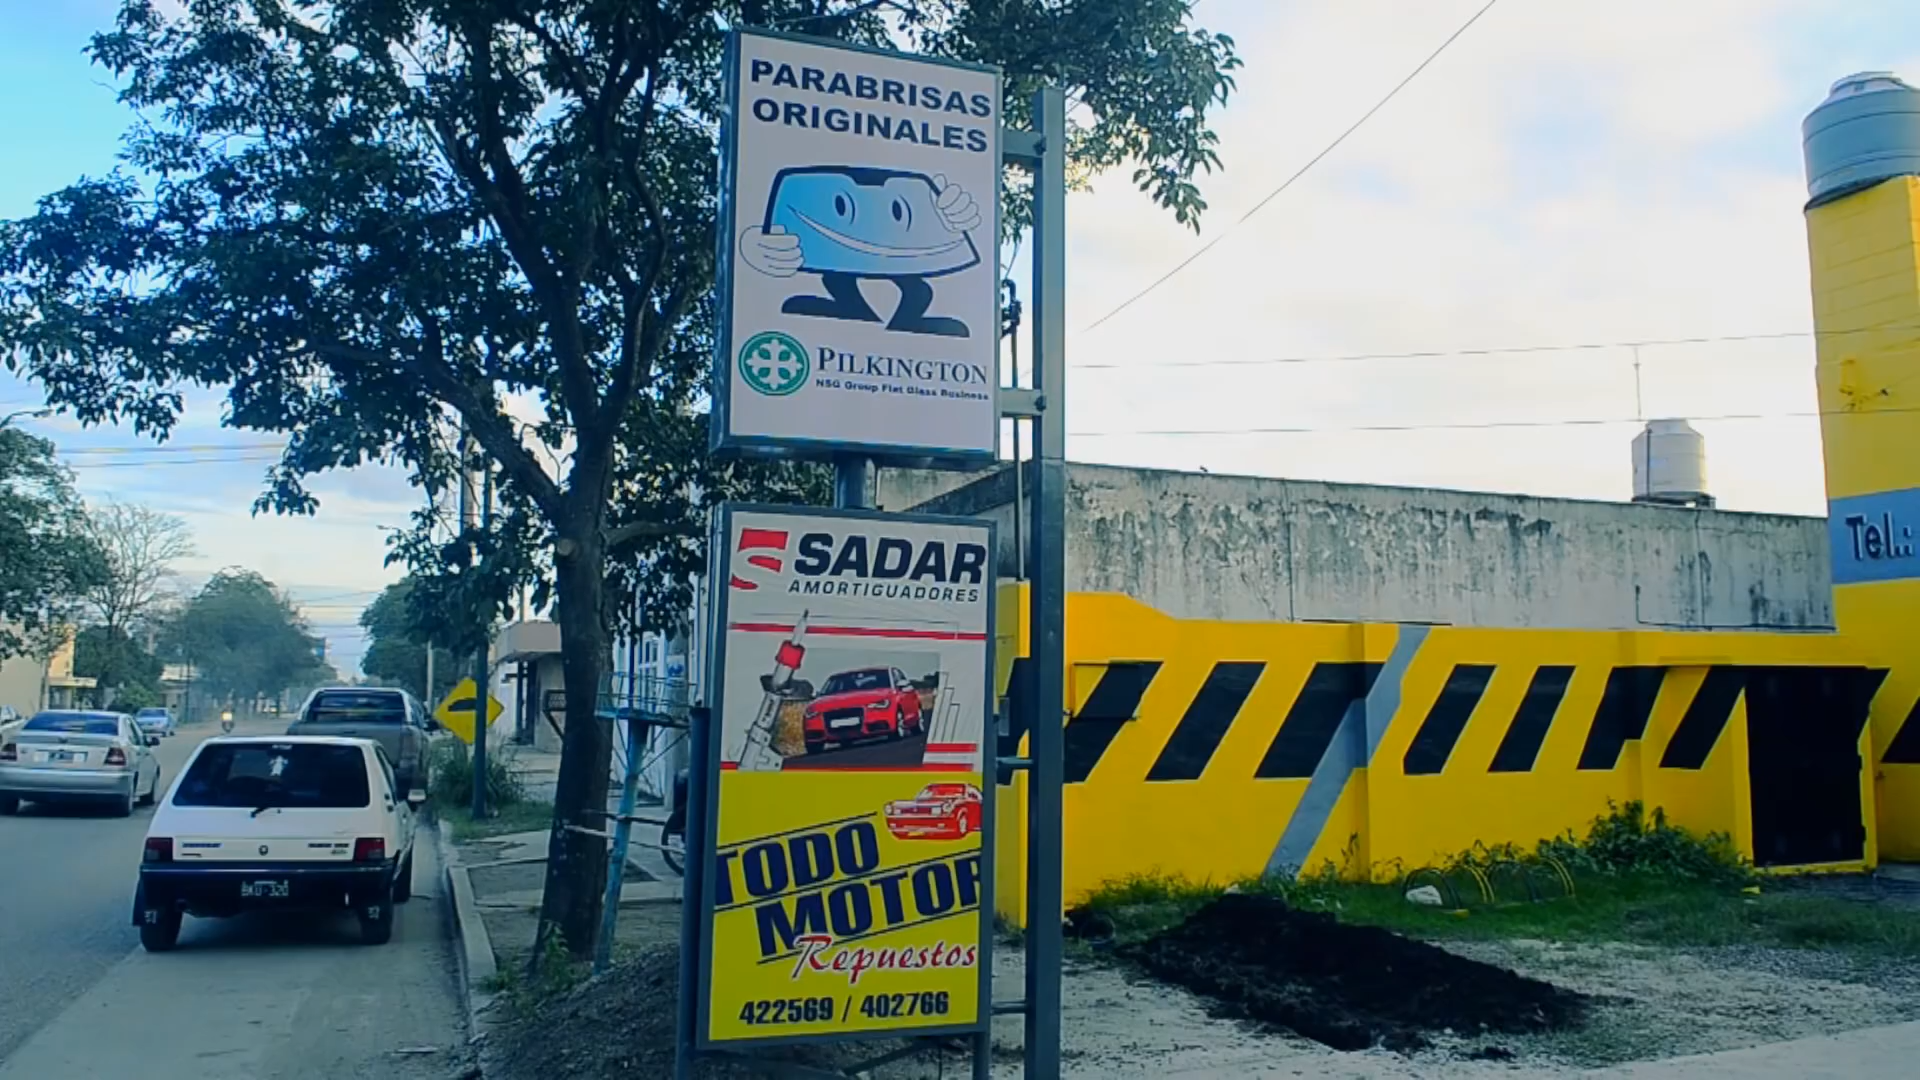 PARABRISAS
ORIGINALES
PILKINGTON
NSG Group Flat Glass Business
SADAR
AMORTIGUADORES
TODO
MOTOR
Repuestos
422569 / 402766
Tel.: